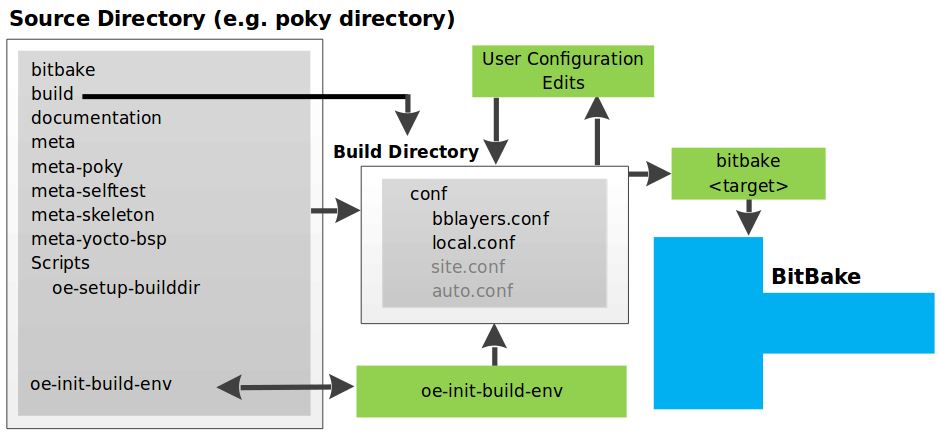 Source Directory (e.g. poky directory)
bitbake
build
documentation
meta
meta-poky
meta-selftest
meta-skeleton
meta-yocto-bsp
Scripts
oe-setup-builddir
oe-init-build-env
User Configuration
Edits
Build Directory
conf
bblayers.conf
local.conf
site.conf
auto.conf
oe-init-build-env
bitbake
<target>
BitBake